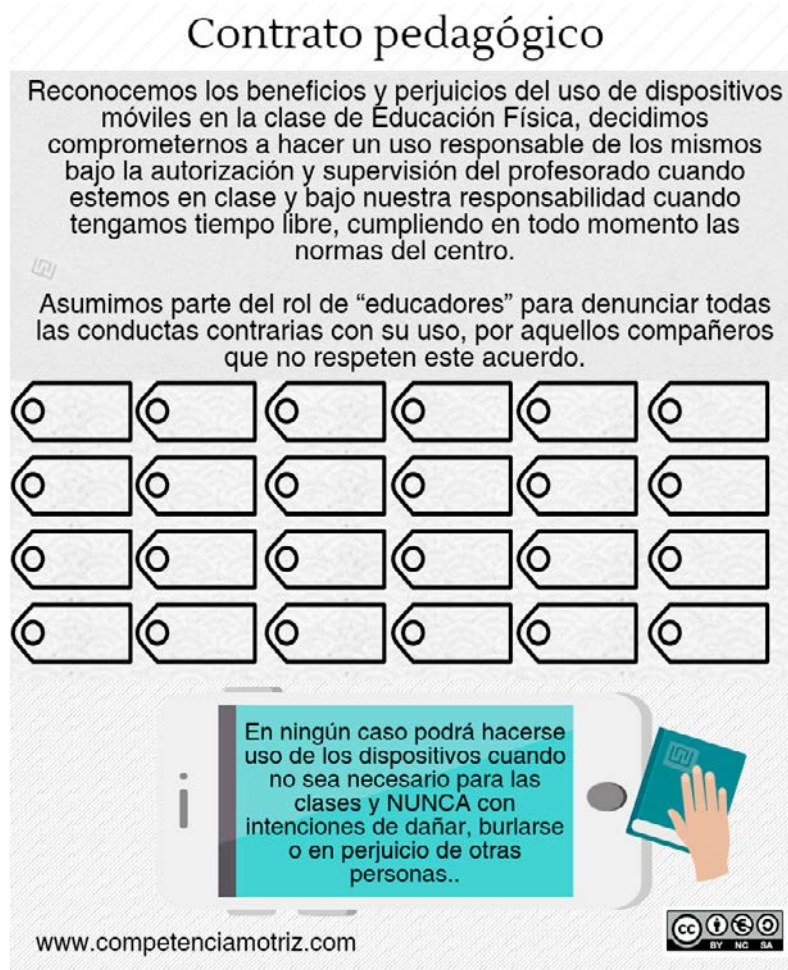 Contrato pedagógico
Reconocemos los beneficios y perjuicios del uso de dispositivos
móviles en la clase de Educación Física, decidimos
comprometernos a hacer un uso responsable de los mismos
bajo la autorización y supervisión del profesorado cuando
estemos en clase y bajo nuestra responsabilidad cuando
tengamos tiempo libre, cumpliendo en todo momento las
normas del centro.
Asumimos parte del rol de “educadores” para denunciar todas
las conductas contrarias con su uso, por aquellos compañeros
que no respeten este acuerdo.
En ningún caso podrá hacerse
uso de los dispositivos cuando
no sea necesario para las
clases y NUNCA con
intenciones de dañar, burlarse
o en perjuicio de otras
personas..
www.competenciamotriz.com
cc
BY NC SA